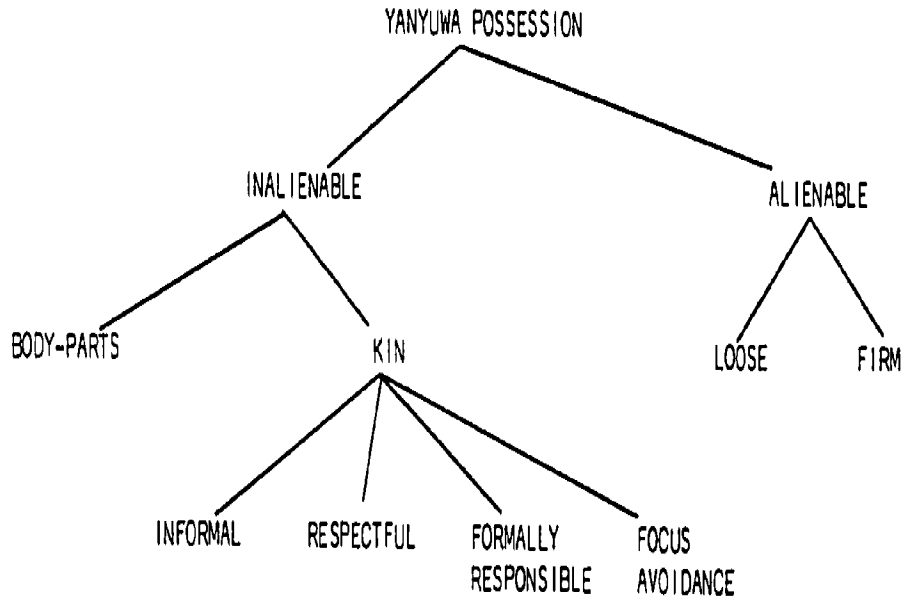 YANYUWA POSSESSION
INALIENABLE
ALIENABLE
BODY-PARTS
KIN
LOOSE
FIRM
INFORMAL
RESPECTFUL
FORMALLY
RESPONSIBLE
FOCUS
AVOIDANCE